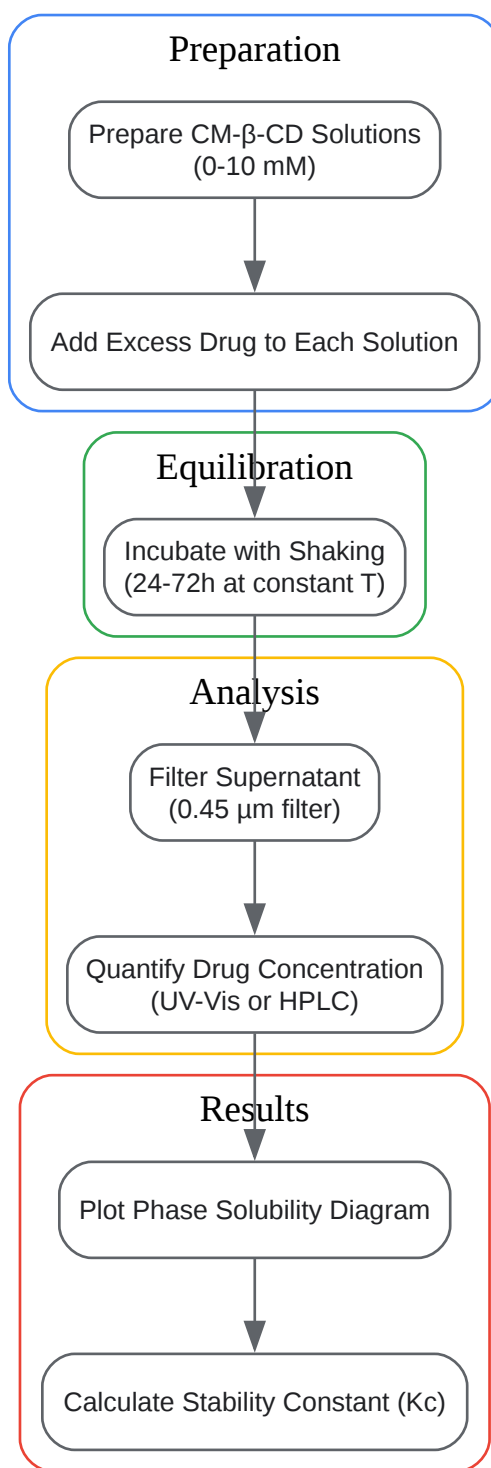 Preparation
Prepare CM-β-CD Solutions
(0-10 mM)
Add Excess Drug to Each Solution
Equilibration
Incubate with Shaking
(24-72h at constant T)
Analysis
Filter Supernatant
(0.45 µm filter)
Quantify Drug Concentration
(UV-Vis or HPLC)
Results
Plot Phase Solubility Diagram
Calculate Stability Constant (Kc)